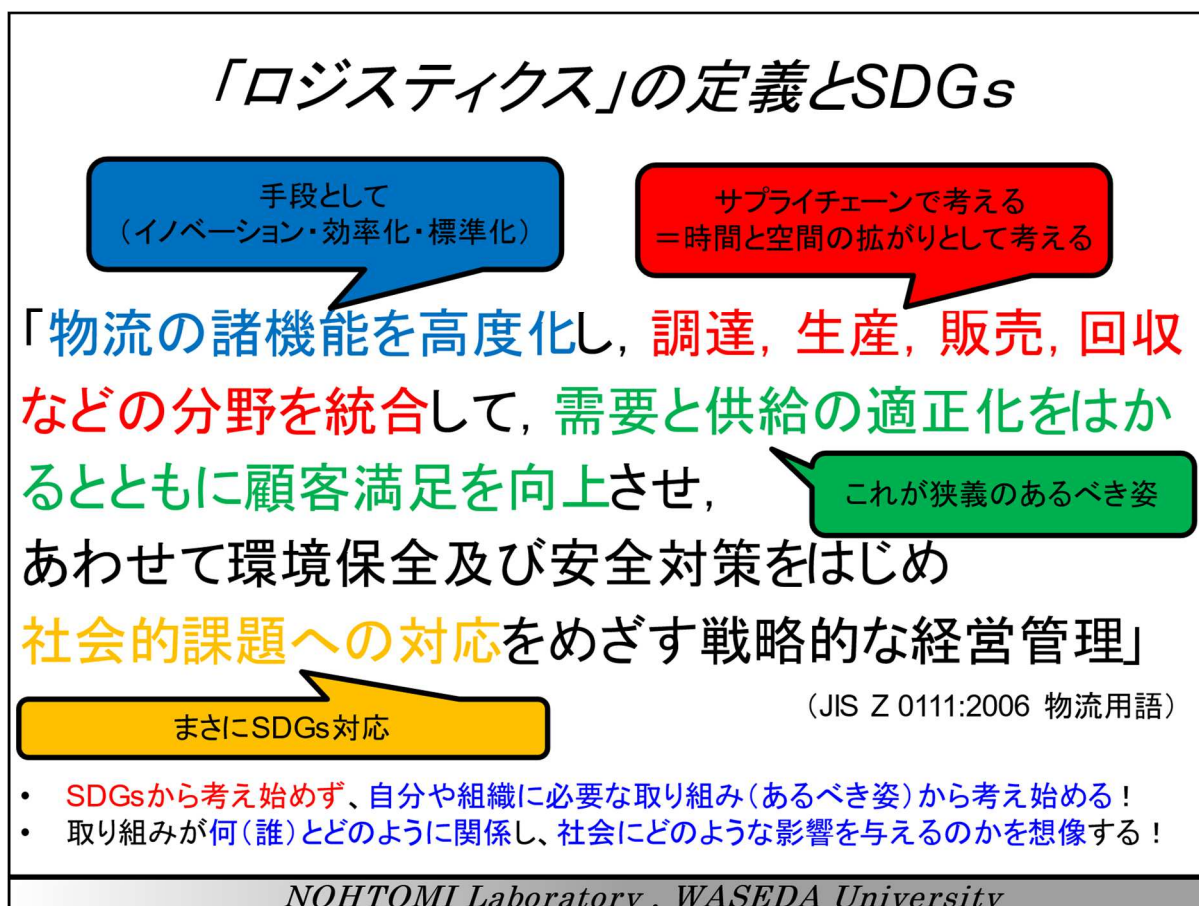 「ロジスティクス」の定義とSDGs
手段として
（イノベーション・効率化・標準化）
サプライチェーンで考える
＝時間と空間の拡がりとして考える
「物流の諸機能を高度化し, 調達, 生産, 販売, 回収
などの分野を統合して, 需要と供給の適正化をはか
るとともに顧客満足を向上させ,
これが狭義のあるべき姿
あわせて環境保全及び安全対策をはじめ
社会的課題への対応をめざす戦略的な経営管理」
（JIS Z 0111:2006 物流用語）
まさにSDGs対応
• SDGsから考え始めず、自分や組織に必要な取り組み（あるべき姿）から考え始める！
• 取り組みが何（誰）とどのように関係し、社会にどのような影響を与えるのかを想像する！
NOHTOMI Laboratory , WASEDA University